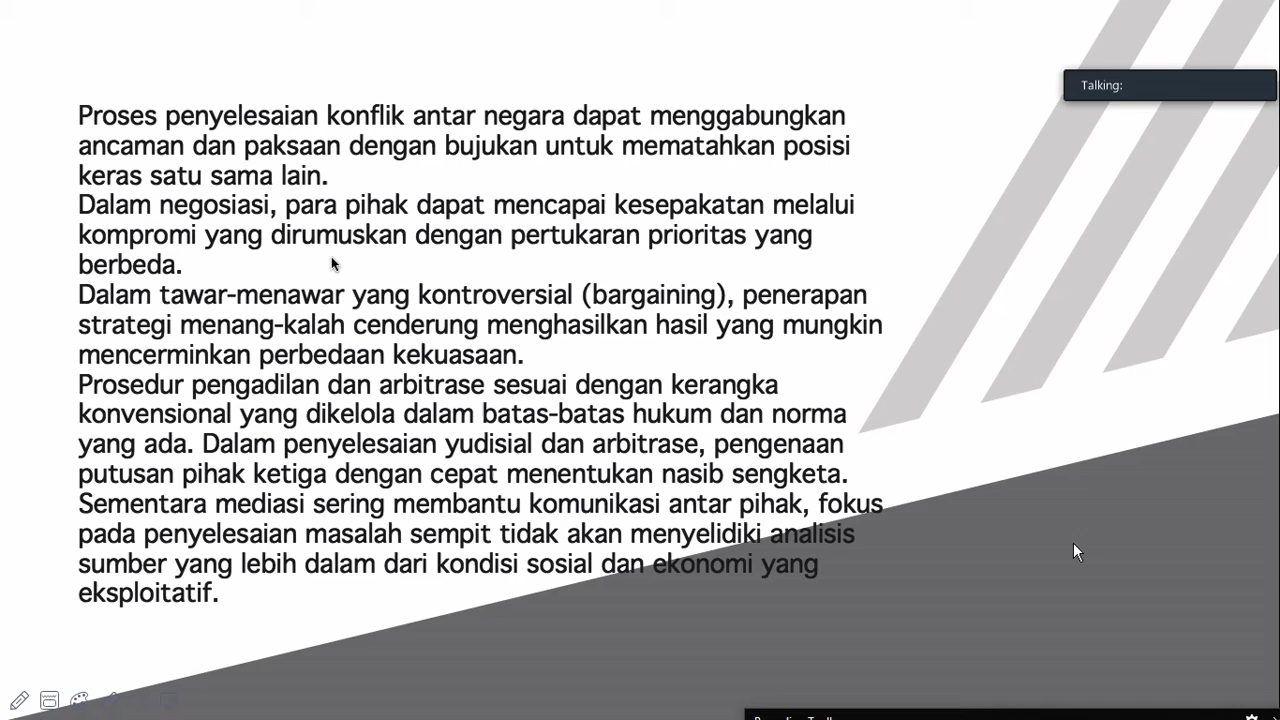 Talking:
Proses penyelesaian konflik antar negara dapat menggabungkan
ancaman dan paksaan dengan bujukan untuk mematahkan posisi
keras satu sama lain.
Dalam negosiasi, para pihak dapat mencapai kesepakatan melalui
kompromi yang dirumuskan dengan pertukaran prioritas yang
berbeda.
Dalam tawar-menawar yang kontroversial (bargaining), penerapan
strategi menang-kalah cenderung menghasilkan hasil yang mungkin
mencerminkan perbedaan kekuasaan.
Prosedur pengadilan dan arbitrase sesuai dengan kerangka
konvensional yang dikelola dalam batas-batas hukum dan norma
yang ada. Dalam penyelesaian yudisial dan arbitrase, pengenaan
putusan pihak ketiga dengan cepat menentukan nasib sengketa.
Sementara mediasi sering membantu komunikasi antar pihak, fokus
pada penyelesaian masalah sempit tidak akan menyelidiki analisis
sumber yang lebih dalam dari kondisi sosial dan ekonomi yang
eksploitatif.